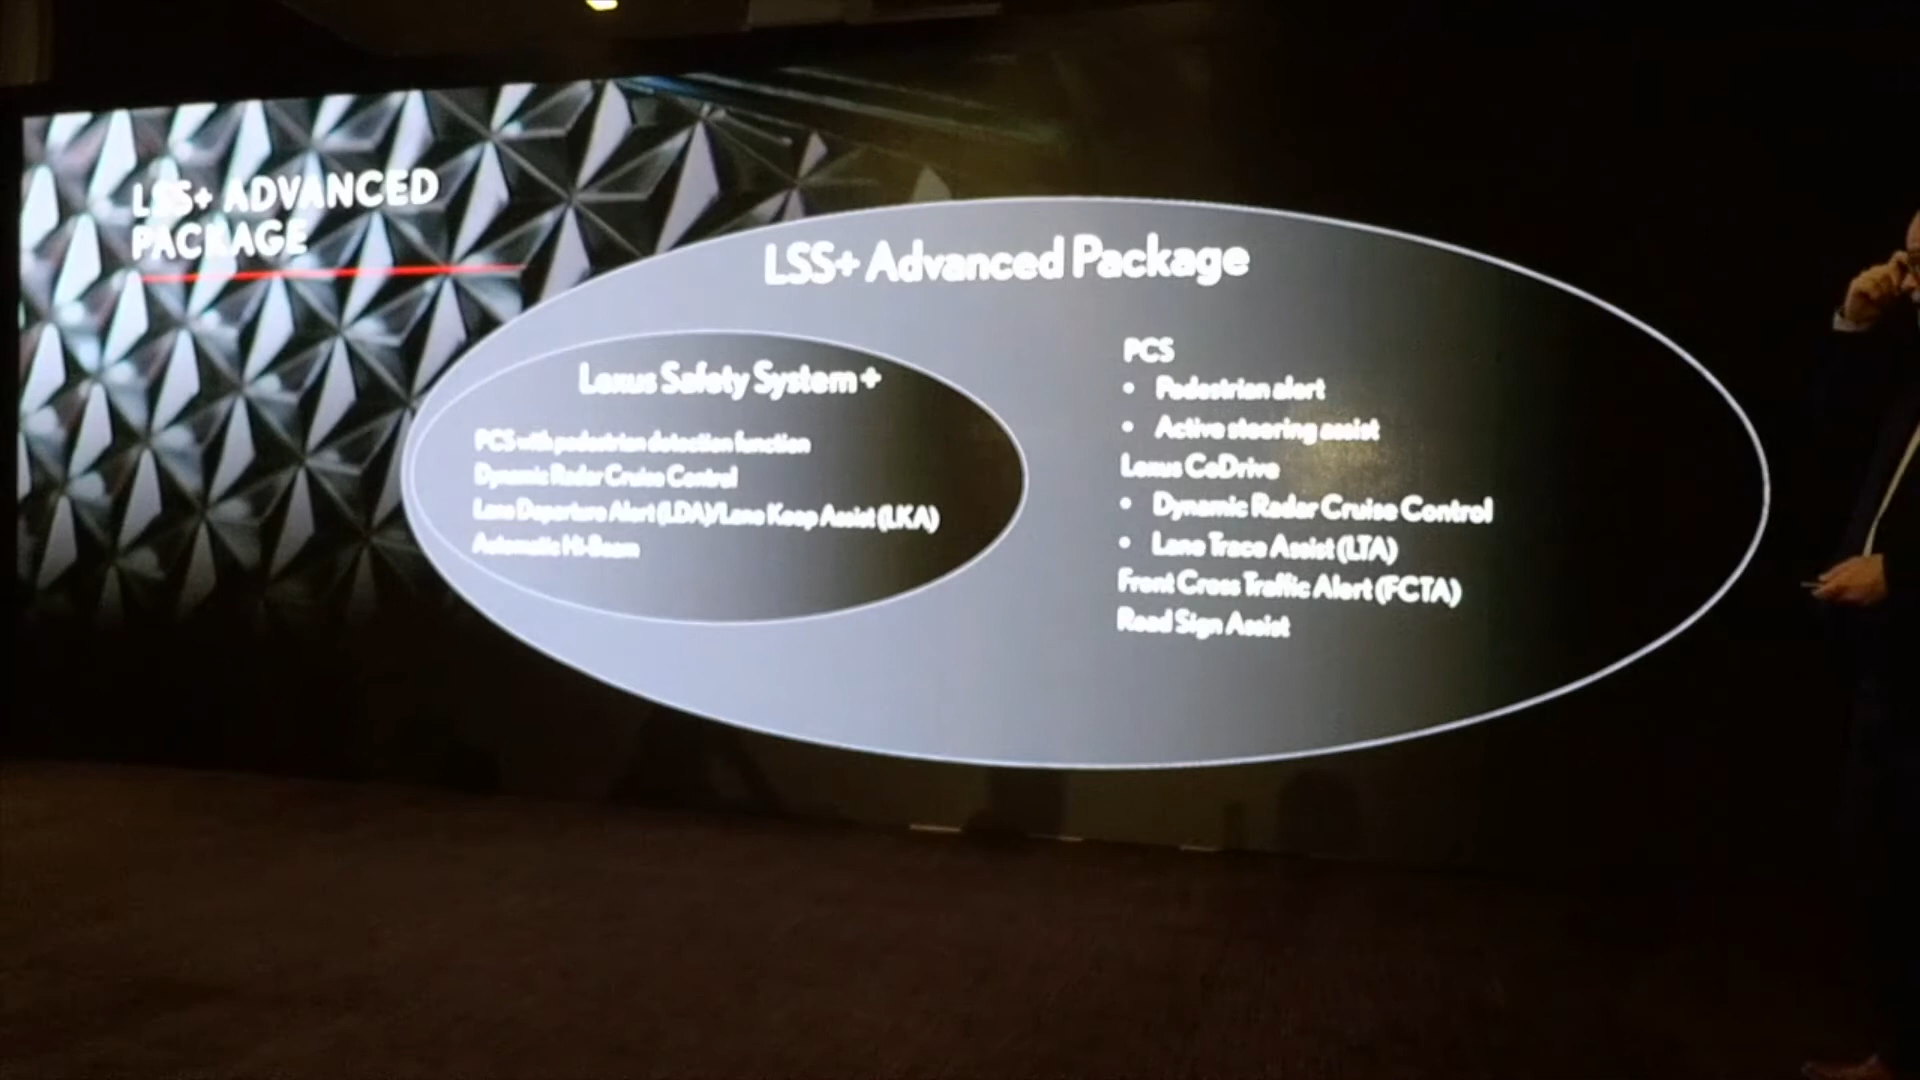 LSS+ ADVANCED
PACKAGE
LSS+ Advanced Package
Lexus Safety System +
PCS with pedestrian detection function
Dynamic Radar Cruise Control
Lane Departure Alert (LDA)/Lane Keep Assist (LKA)
Automatic Hi-Beam
PCS
• Pedestrian alert
• Active steering assist
Lexus CoDrive
• Dynamic Radar Cruise Control
• Lane Trace Assist (LTA)
Front Cross Traffic Alert (FCTA)
Road Sign Assist